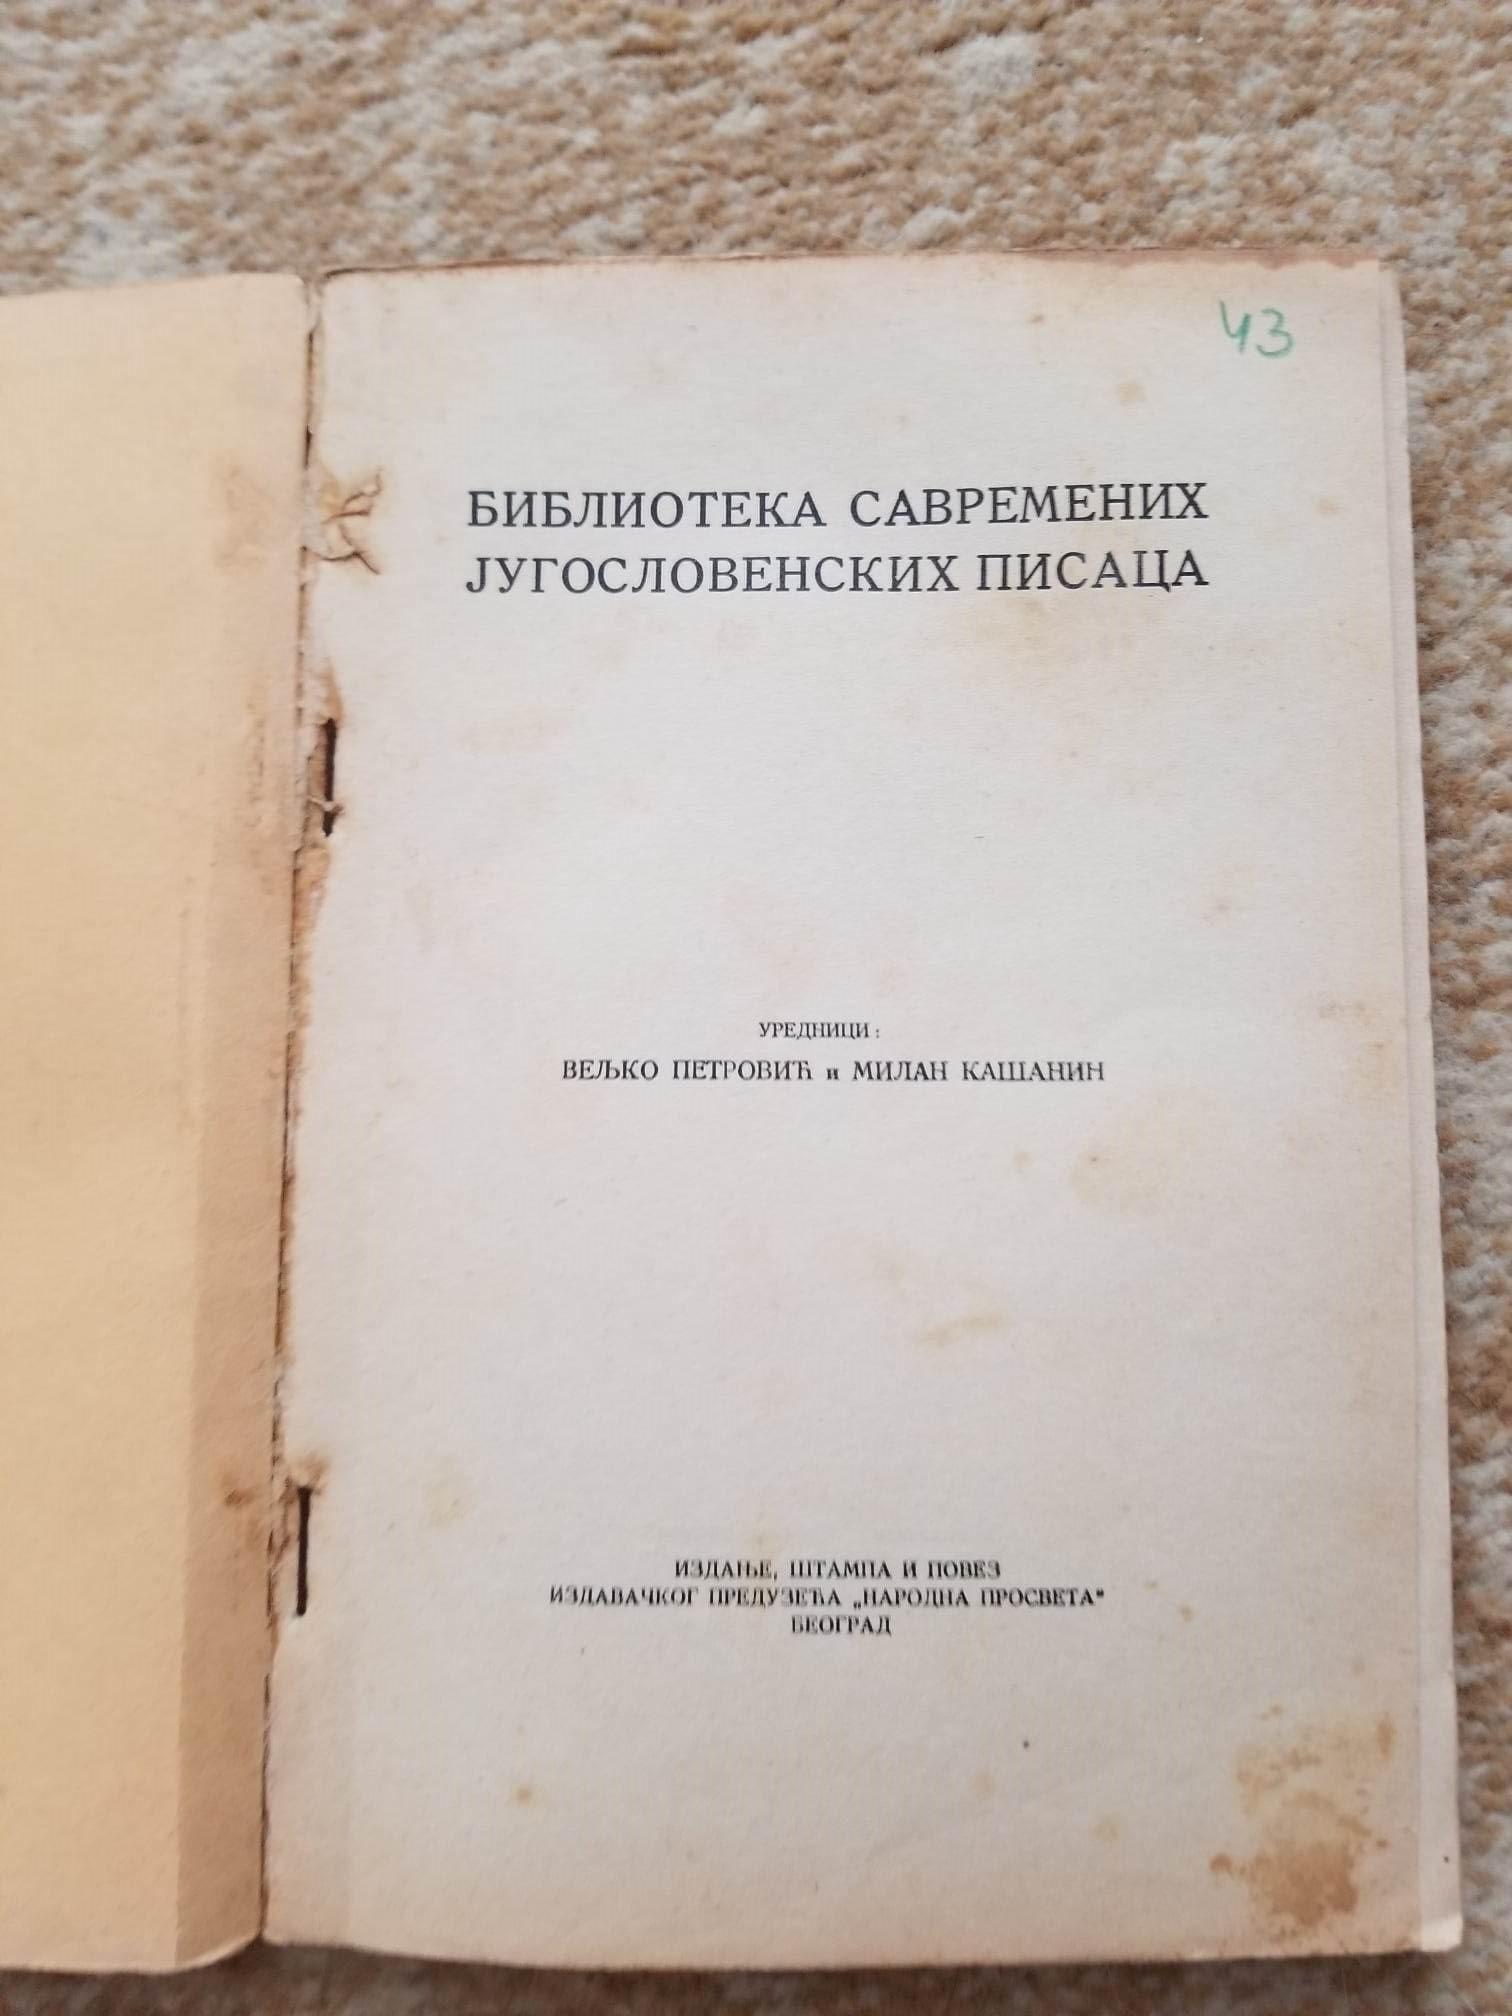 43
БИБЛИОТЕКА САВРЕМЕНИХ
ЈУГОСЛОВЕНСКИХ ПИСАЦА
УРЕДНИЦИ:
ВЕЉКО ПЕТРОВИЋ и МИЛАН КАШАНИН
ИЗДАЊЕ, ШТАМПА И ПОВЕЗ
ИЗДАВАЧКОГ ПРЕДУЗЕЋА „НАРОДНА ПРОСВЕТА“
БЕОГРАД